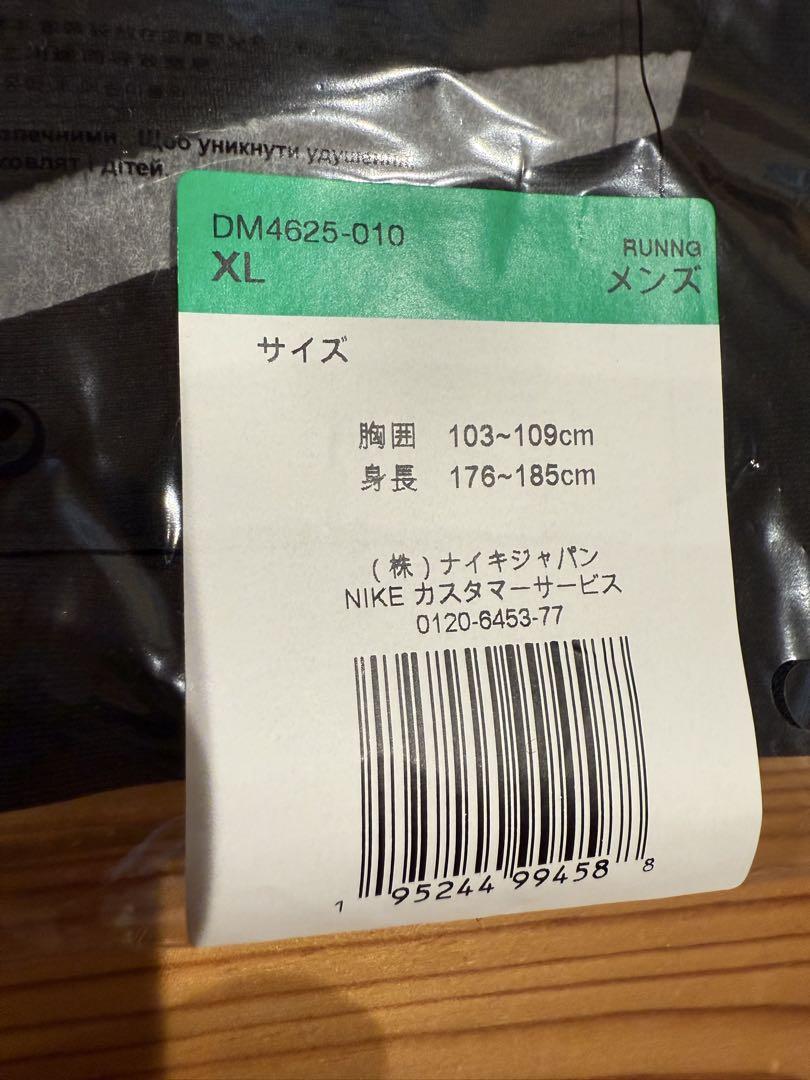 печними. Щоб уникнути удушення
овлят і дітей
DM4625-010
XL
RUNNG
メンズ
サイズ
胸囲 103~109cm
身長 176~185cm
(株)ナイキジャパン
NIKE カスタマーサービス
0120-6453-77
1 95244 99458 8